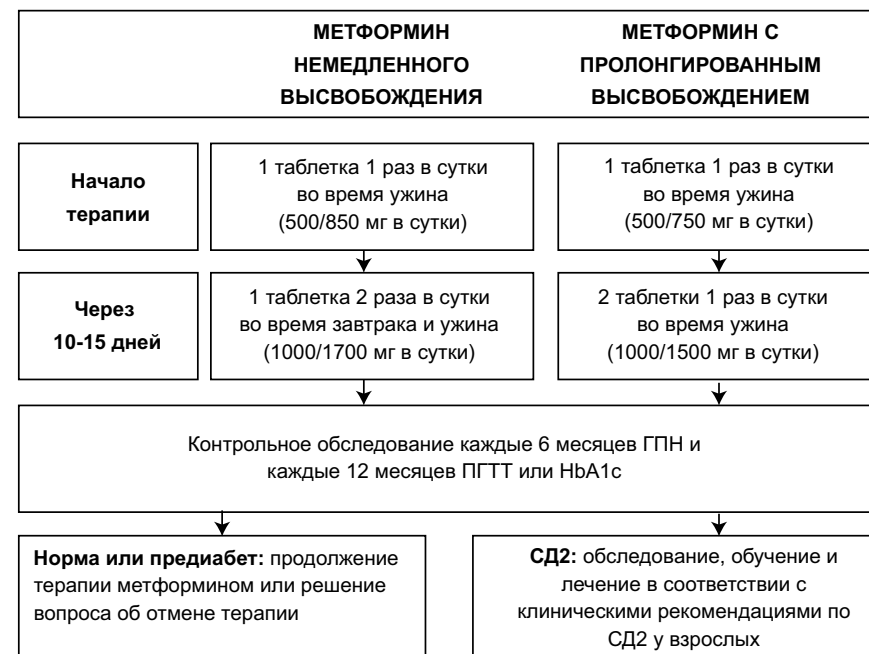 МЕТФОРМИН
НЕМЕДЛЕННОГО
ВЫСВОБОЖДЕНИЯ
МЕТФОРМИН С
ПРОЛОНГИРОВАННЫМ
ВЫСВОБОЖДЕНИЕМ
Начало
терапии
1 таблетка 1 раз в сутки
во время ужина
(500/850 мг в сутки)
1 таблетка 1 раз в сутки
во время ужина
(500/750 мг в сутки)
Через
10-15 дней
1 таблетка 2 раза в сутки
во время завтрака и ужина
(1000/1700 мг в сутки)
2 таблетки 1 раз в сутки
во время ужина
(1000/1500 мг в сутки)
Контрольное обследование каждые 6 месяцев ГПН и
каждые 12 месяцев ПГТТ или HbA1c
Норма или предиабет: продолжение
терапии метформином или решение
вопроса об отмене терапии
СД2: обследование, обучение и
лечение в соответствии с
клиническими рекомендациями по
СД2 у взрослых